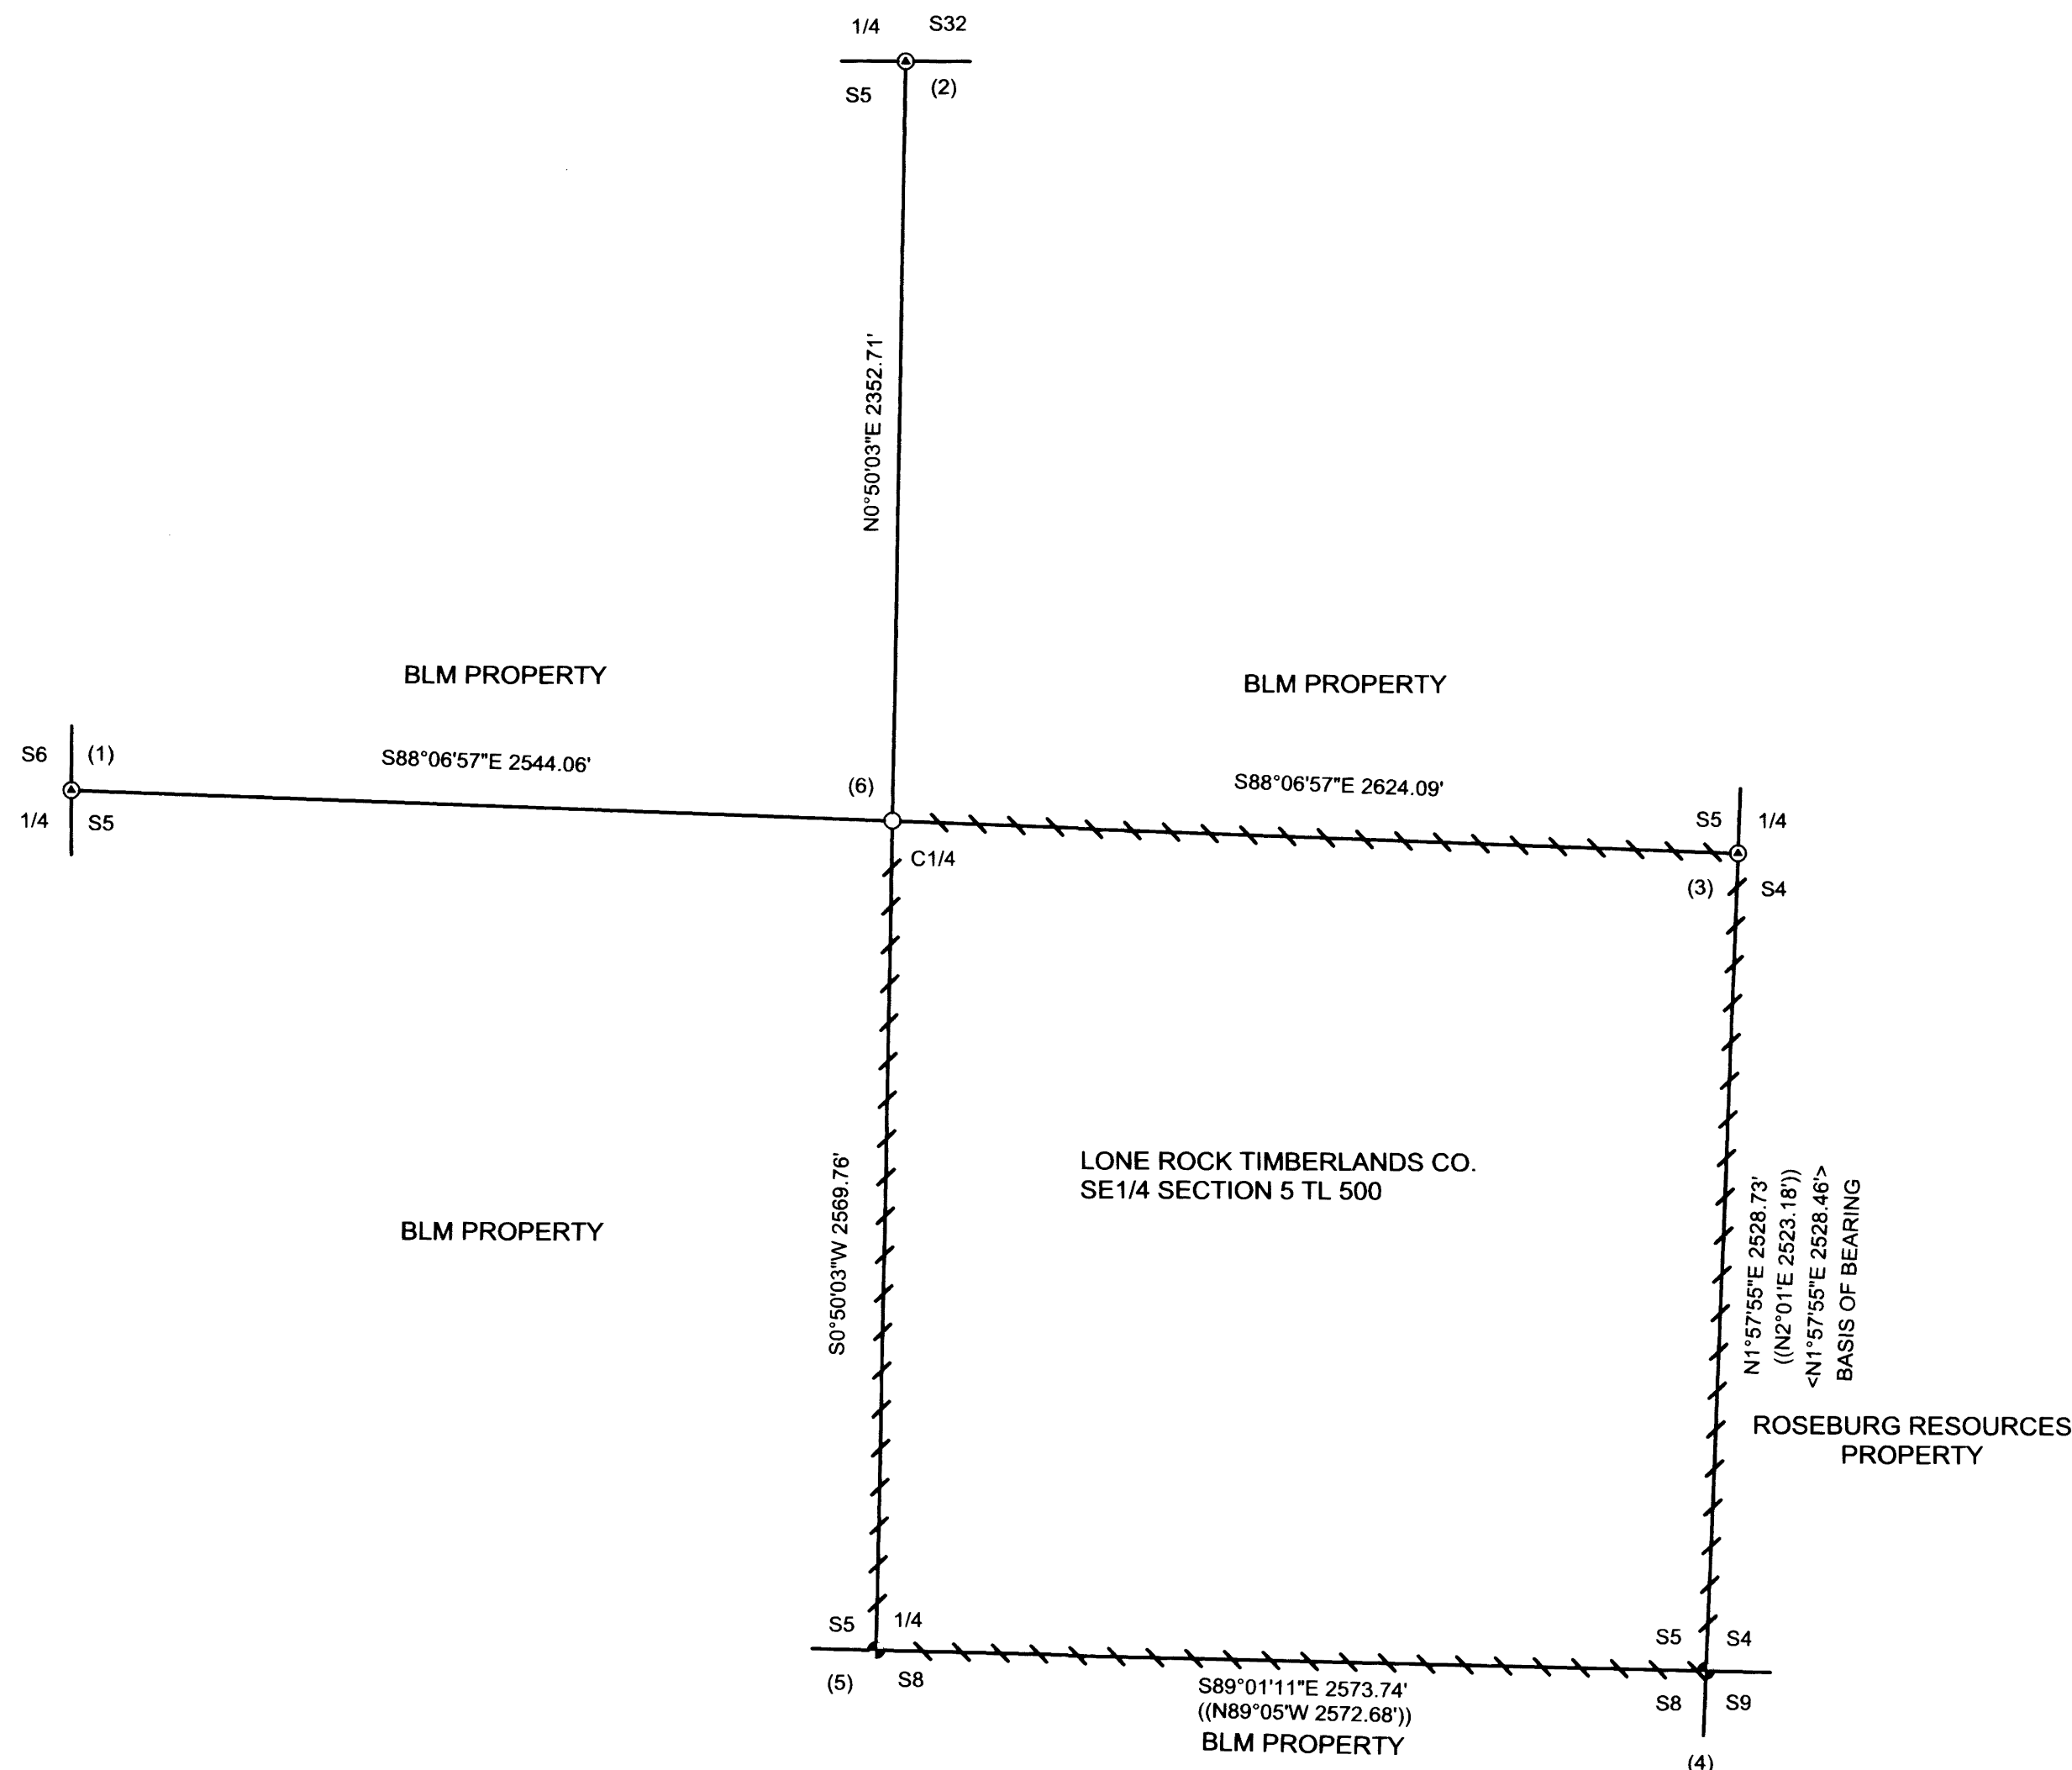 1/4 S32
S5 (2)
N0°50'03"E 2352.71'
BLM PROPERTY
BLM PROPERTY
S6 (1)
1/4 S5
S88°06'57"E 2544.06'
(6)
C1/4
S88°06'57"E 2624.09'
S5 1/4
(3) S4
S0°50'03"W 2569.76'
BLM PROPERTY
LONE ROCK TIMBERLANDS CO.
SE1/4 SECTION 5 TL 500
N1°57'55"E 2528.73'
((N2°01'E 2523.18'))
<N1°57'55"E 2528.46'>
BASIS OF BEARING
ROSEBURG RESOURCES
PROPERTY
S5 1/4
(5) S8
S5 S4
S8 S9
S89°01'11"E 2573.74'
((N89°05'W 2572.68'))
BLM PROPERTY
(4)